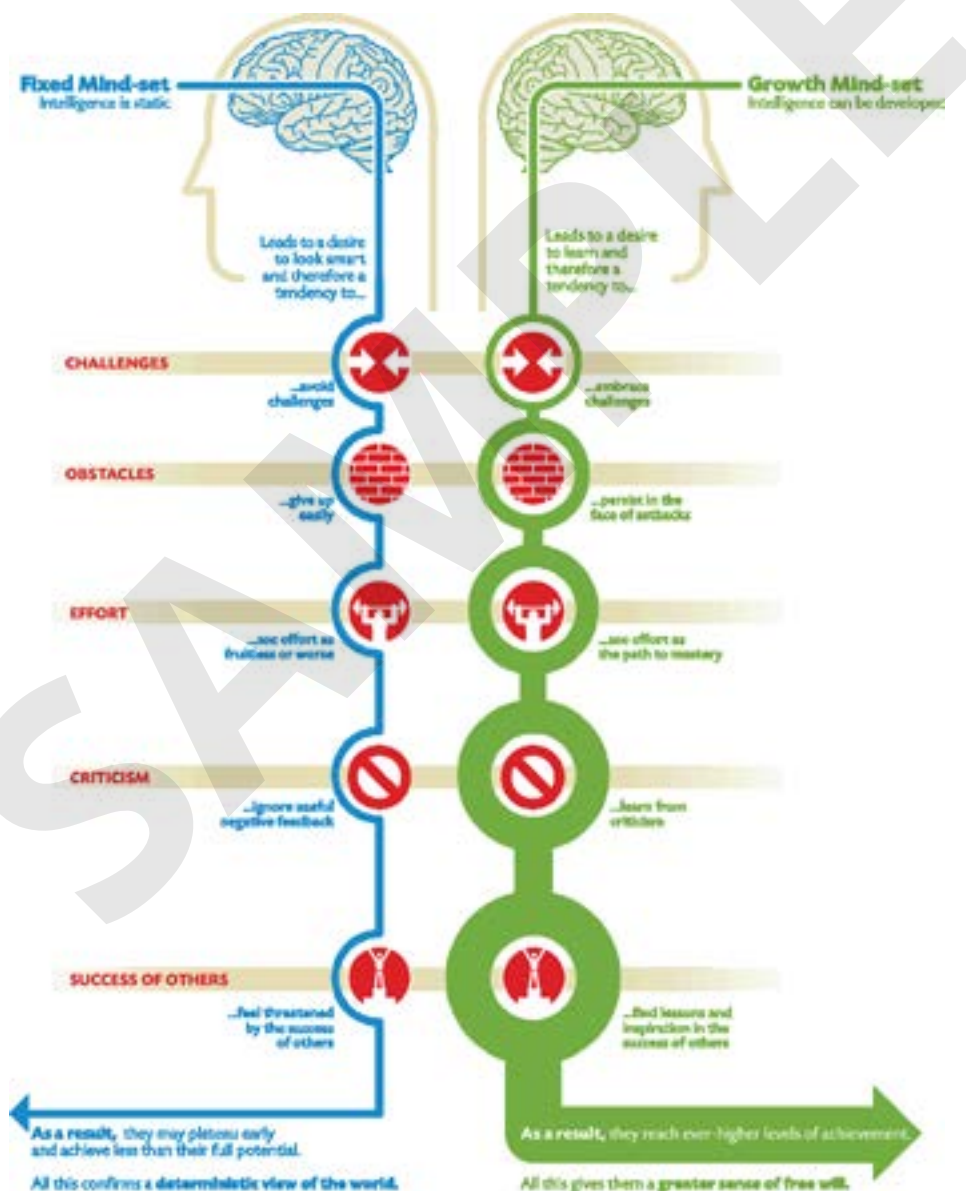 Fixed Mind-set
Intelligence is static.
Growth Mind-set
Intelligence can be developed.
Leads to a desire
to look smart
and therefore a
tendency to...
Leads to a desire
to learn and
therefore a
tendency to...
CHALLENGES
...avoid
challenges
...embrace
challenges
OBSTACLES
...give up
easily
...persist in the
face of setbacks
EFFORT
...see effort as
fruitless or worse
...see effort as
the path to mastery
CRITICISM
...ignore useful
negative feedback
...learn from
criticism
SUCCESS OF OTHERS
...feel threatened
by the success
of others
...find lessons and
inspiration in the
success of others
As a result, they may plateau early
and achieve less than their full potential.
All this confirms a deterministic view of the world.
As a result, they reach ever-higher levels of achievement.
All this gives them a greater sense of free will.
SAMPLE